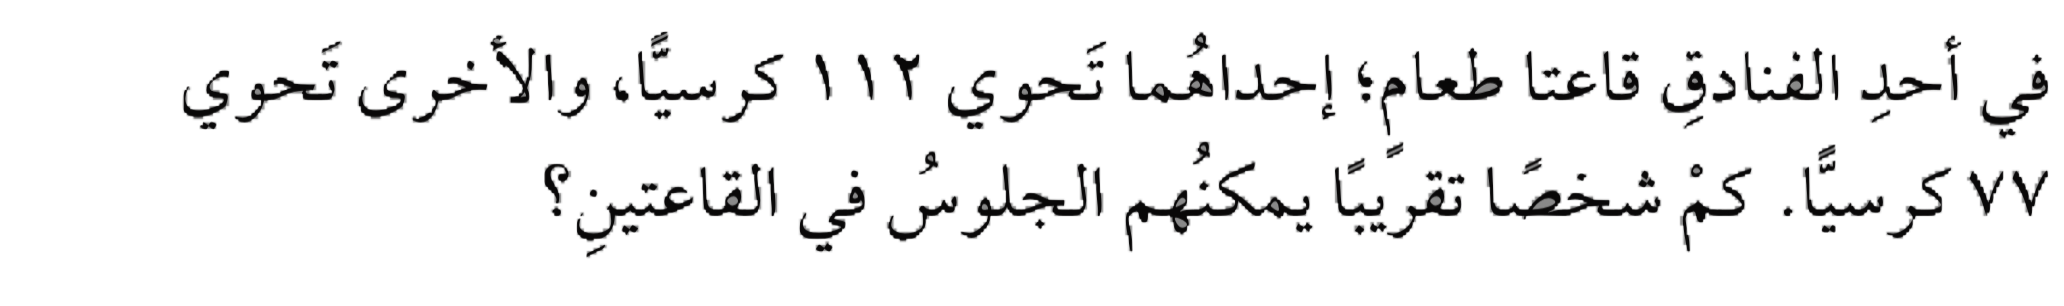 في أحدِ الفنادقِ قاعتا طعامٍ؛ إحداهُما تَحوي ١١٢ كرسيًّا، والأخرى تَحوي
٧٧ كرسيًّا. كمْ شخصًا تقريبًا يمكنُهم الجلوسُ في القاعتينِ؟